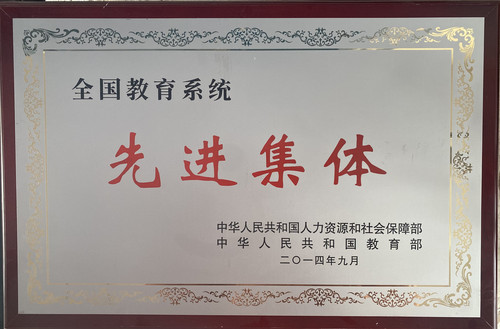 全国教育系统
先进集体
中华人民共和国人力资源和社会保障部
中华人民共和国教育部
二〇一四年九月